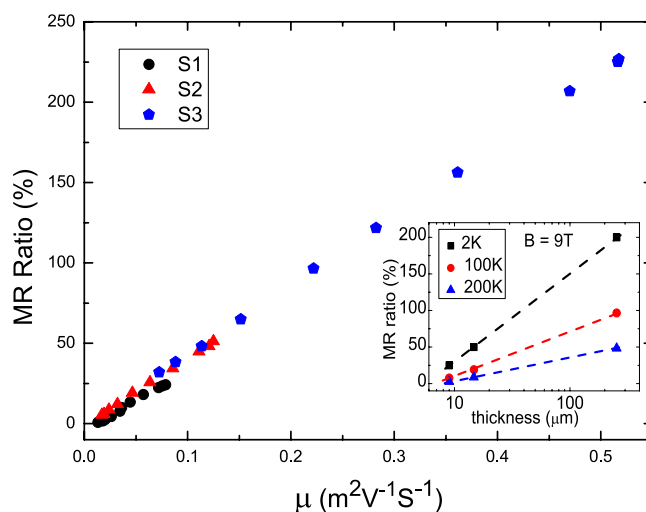 250
200
150
100
50
0
MR Ratio (%)
S1
S2
S3
0.0 0.1 0.2 0.3 0.4 0.5
μ (m²V⁻¹S⁻¹)
2K
100K
200K
B = 9T
200
150
100
50
0
MR ratio (%)
10 100
thickness (μm)